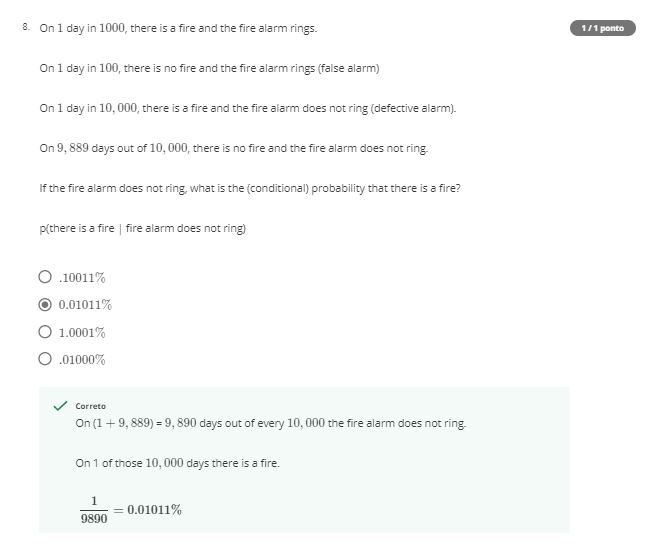 8. On 1 day in 1000, there is a fire and the fire alarm rings.
1 / 1 ponto
On 1 day in 100, there is no fire and the fire alarm rings (false alarm)
On 1 day in 10, 000, there is a fire and the fire alarm does not ring (defective alarm).
On 9, 889 days out of 10, 000, there is no fire and the fire alarm does not ring.
If the fire alarm does not ring, what is the (conditional) probability that there is a fire?
p(there is a fire | fire alarm does not ring)
.10011%
0.01011%
1.0001%
.01000%
Correto
On (1 + 9, 889) = 9, 890 days out of every 10, 000 the fire alarm does not ring.
On 1 of those 10, 000 days there is a fire.
1
9890
= 0.01011%